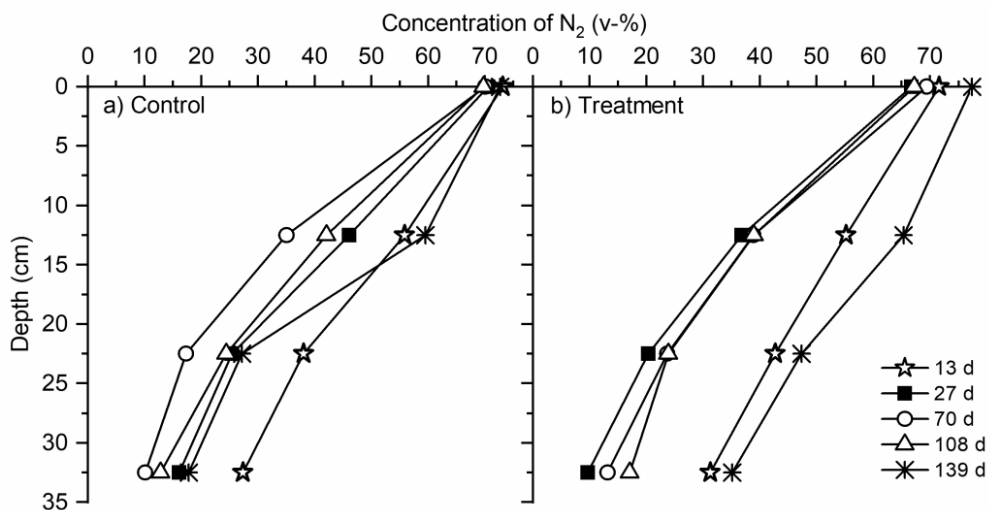 Concentration of N₂ (v-%)
0 10 20 30 40 50 60 70 0 10 20 30 40 50 60 70
a) Control b) Treatment
Depth (cm)
0
5
10
15
20
25
30
35
13 d
27 d
70 d
108 d
139 d